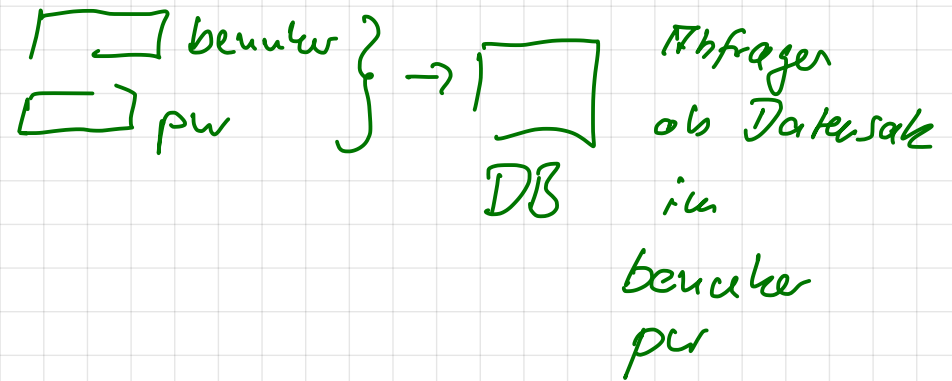 benutzer
pw
DB
Abfragen
ob Datensatz
im
benutzer
pw